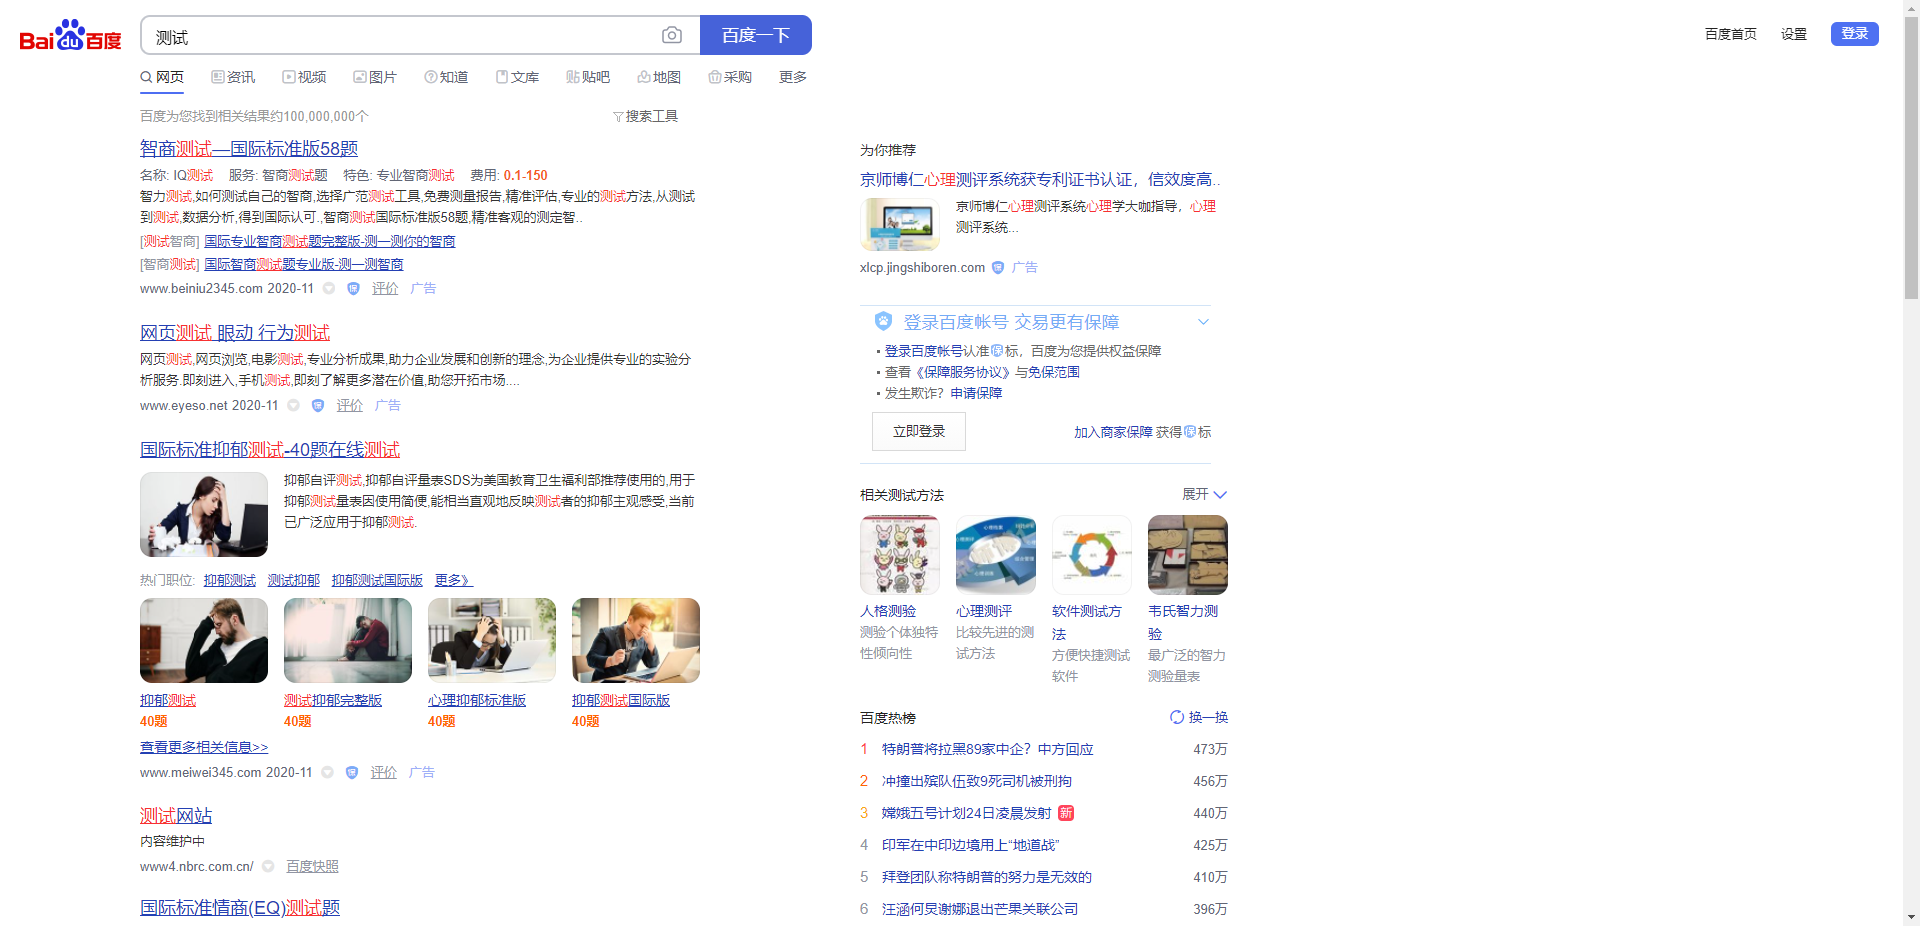 Bai du 百度
测试
百度一下
百度首页 设置 登录
网页 资讯 视频 图片 知道 文库 贴吧 地图 采购 更多
百度为您找到相关结果约100,000,000个
搜索工具
智商测试—国际标准版58题
名称: IQ测试 服务: 智商测试题 特色: 专业智商测试 费用: 0.1-150
智力测试,如何测试自己的智商,选择广范测试工具,免费测量报告,精准评估,专业的测试方法,从测试
到测试,数据分析,得到国际认可.,智商测试国际标准版58题,精准客观的测定智..
[测试智商] 国际专业智商测试题完整版-测一测你的智商
[智商测试] 国际智商测试题专业版-测一测智商
www.beiniu2345.com 2020-11 保 评价 广告
网页测试 眼动 行为测试
网页测试,网页浏览,电影测试,专业分析成果,助力企业发展和创新的理念,为企业提供专业的实验分
析服务.即刻进入,手机测试,即刻了解更多潜在价值,助您开拓市场....
www.eyeso.net 2020-11 保 评价 广告
国际标准抑郁测试-40题在线测试
抑郁自评测试,抑郁自评量表SDS为美国教育卫生福利部推荐使用的,用于
抑郁测试量表因使用简便,能相当直观地反映测试者的抑郁主观感受,当前
已广泛应用于抑郁测试.
热门职位: 抑郁测试 测试抑郁 抑郁测试国际版 更多》
抑郁测试 测试抑郁完整版 心理抑郁标准版 抑郁测试国际版
40题 40题 40题 40题
查看更多相关信息>>
www.meiwei345.com 2020-11 保 评价 广告
测试网站
内容维护中
www4.nbrc.com.cn/ 百度快照
国际标准情商(EQ)测试题
为你推荐
京师博仁心理测评系统获专利证书认证，信效度高..
京师博仁心理测评系统心理学大咖指导，心理
测评系统...
xlcp.jingshiboren.com 保 广告
登录百度帐号 交易更有保障
登录百度帐号认准保标，百度为您提供权益保障
查看《保障服务协议》与免保范围
发生欺诈？申请保障
立即登录 加入商家保障 获得保标
相关测试方法 展开
人格测验 心理测评 软件测试方法 韦氏智力测验
测验个体独特性倾向性 比较先进的测试方法 方便快捷测试软件 最广泛的智力测验量表
百度热榜 换一换
1 特朗普将拉黑89家中企？中方回应 473万
2 冲撞出殡队伍致9死司机被刑拘 456万
3 嫦娥五号计划24日凌晨发射 新 440万
4 印军在中印边境用上“地道战” 425万
5 拜登团队称特朗普的努力是无效的 410万
6 汪涵何炅谢娜退出芒果关联公司 396万